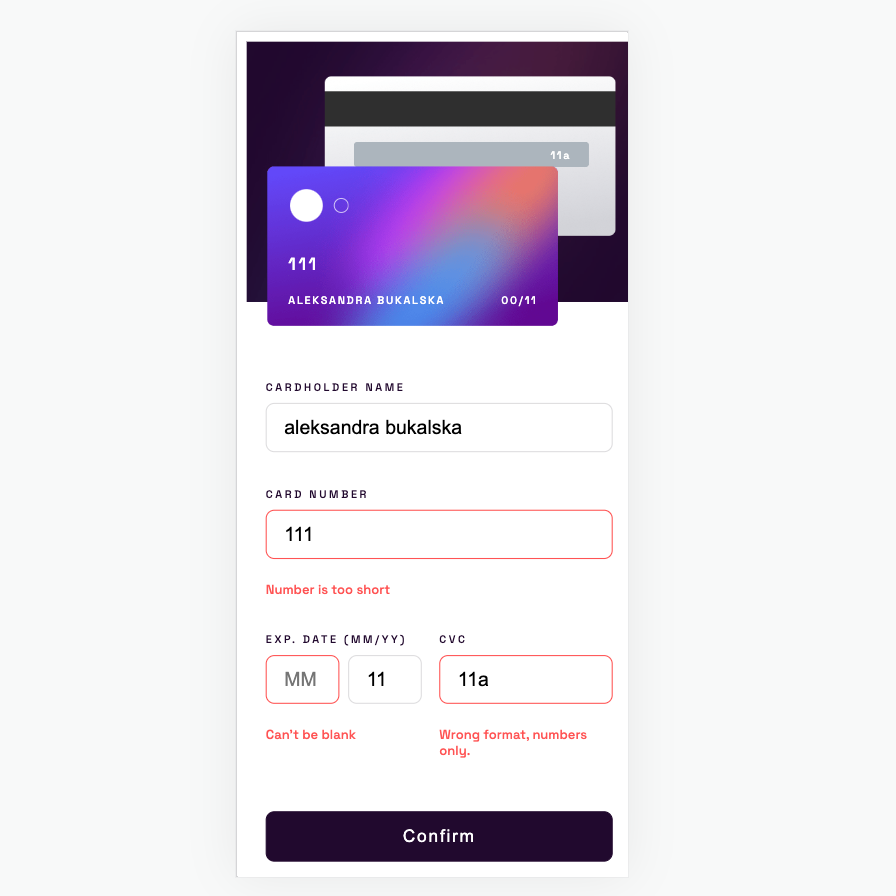 11a
111
ALEKSANDRA BUKALSKA 00/11
CARDHOLDER NAME
aleksandra bukalska
CARD NUMBER
111
Number is too short
EXP. DATE (MM/YY) CVC
MM 11 11a
Can't be blank Wrong format, numbers
only.
Confirm